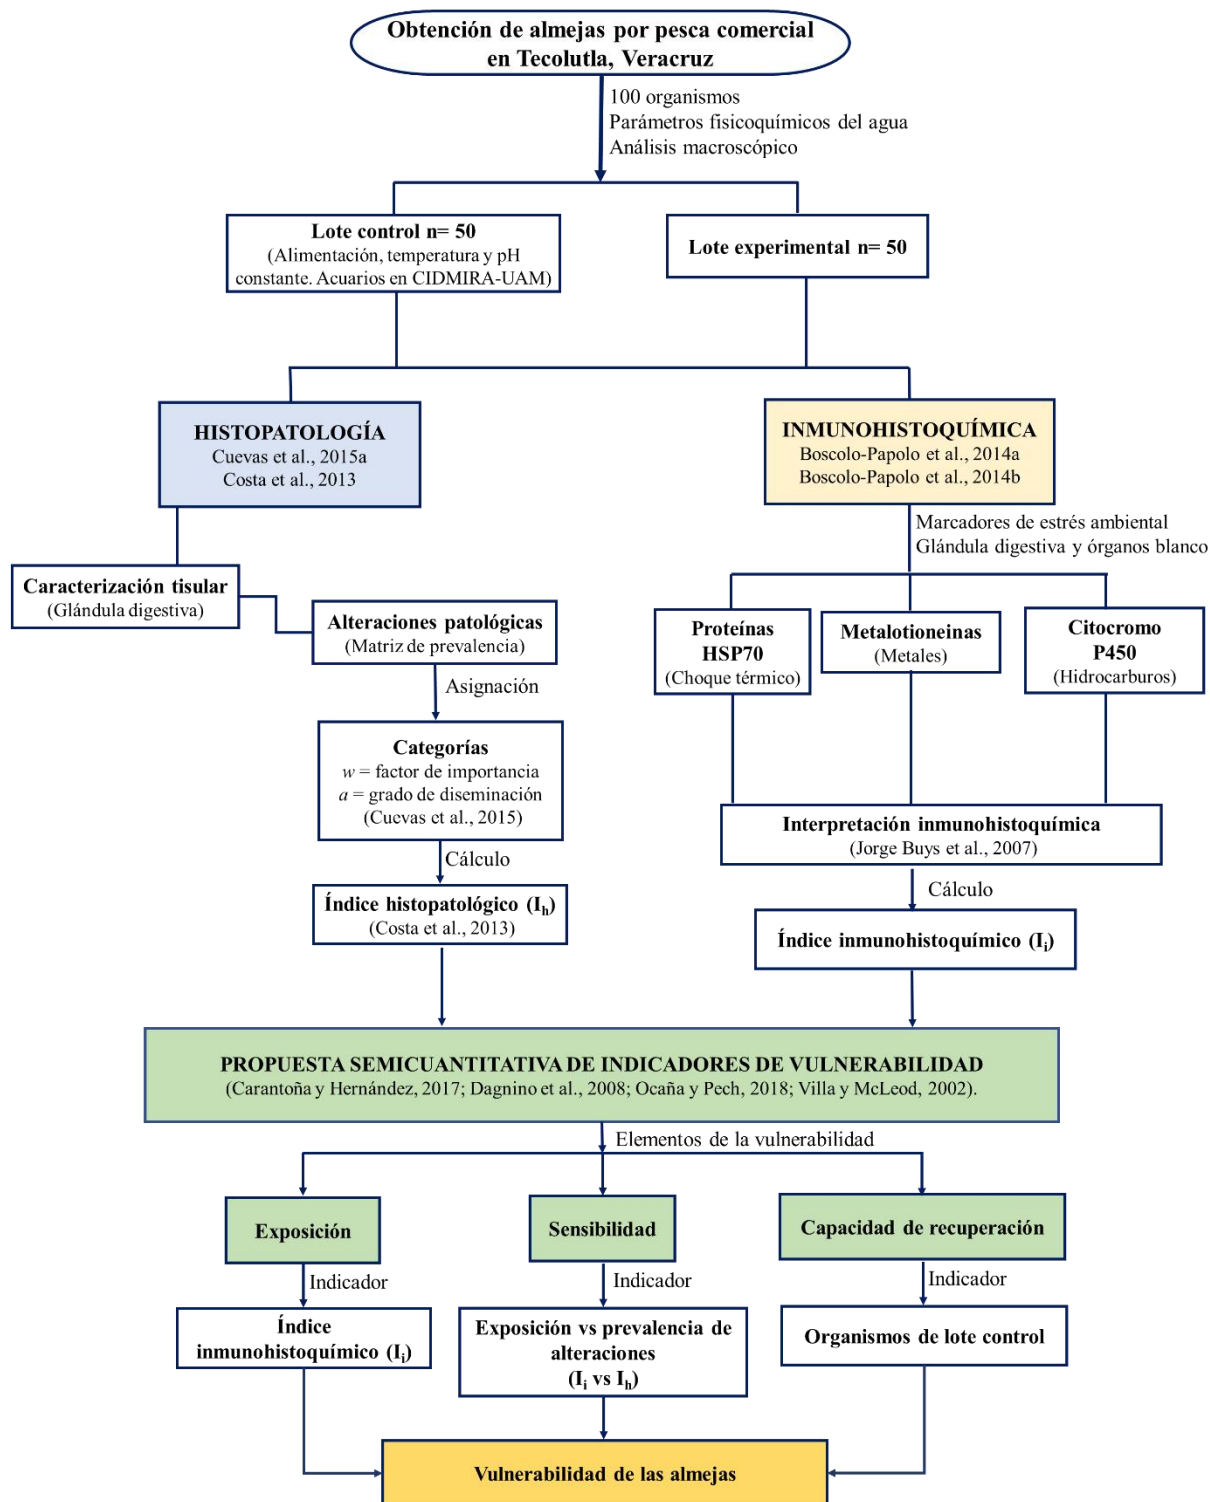 Obtención de almejas por pesca comercial
en Tecolutla, Veracruz
100 organismos
Parámetros fisicoquímicos del agua
Análisis macroscópico
Lote control n= 50
(Alimentación, temperatura y pH
constante. Acuarios en CIDMIRA-UAM)
Lote experimental n= 50
HISTOPATOLOGÍA
Cuevas et al., 2015a
Costa et al., 2013
INMUNOHISTOQUÍMICA
Boscolo-Papolo et al., 2014a
Boscolo-Papolo et al., 2014b
Marcadores de estrés ambiental
Glándula digestiva y órganos blanco
Caracterización tisular
(Glándula digestiva)
Alteraciones patológicas
(Matriz de prevalencia)
Proteínas
HSP70
(Choque térmico)
Metalotioneinas
(Metales)
Citocromo
P450
(Hidrocarburos)
Asignación
Categorías
w = factor de importancia
a = grado de diseminación
(Cuevas et al., 2015)
Interpretación inmunohistoquímica
(Jorge Buys et al., 2007)
Cálculo
Cálculo
Índice histopatológico (Ih)
(Costa et al., 2013)
Índice inmunohistoquímico (Ii)
PROPUESTA SEMICUANTITATIVA DE INDICADORES DE VULNERABILIDAD
(Carantoña y Hernández, 2017; Dagnino et al., 2008; Ocaña y Pech, 2018; Villa y McLeod, 2002).
Elementos de la vulnerabilidad
Exposición
Sensibilidad
Capacidad de recuperación
Indicador
Indicador
Indicador
Índice
inmunohistoquímico (Ii)
Exposición vs prevalencia de
alteraciones
(Ii vs Ih)
Organismos de lote control
Vulnerabilidad de las almejas